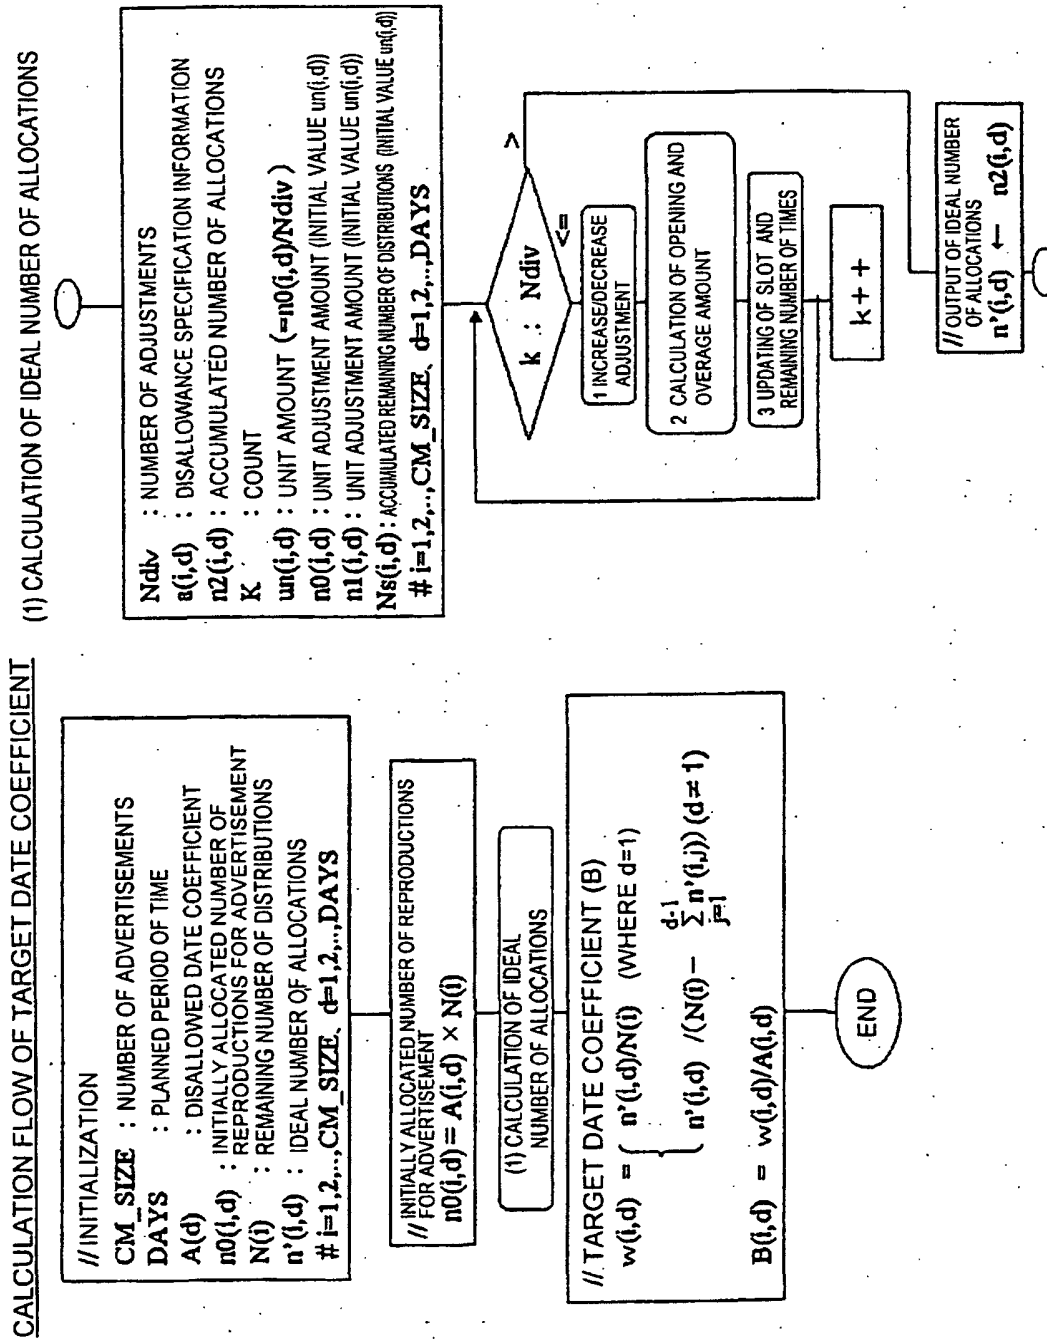 CALCULATION FLOW OF TARGET DATE COEFFICIENT
// INITIALIZATION
CM_SIZE : NUMBER OF ADVERTISEMENTS
DAYS : PLANNED PERIOD OF TIME
A(d) : DISALLOWED DATE COEFFICIENT
n0(i,d) : INITIALLY ALLOCATED NUMBER OF
REPRODUCTIONS FOR ADVERTISEMENT
N(i) : REMAINING NUMBER OF DISTRIBUTIONS
n'(i,d) : IDEAL NUMBER OF ALLOCATIONS
# i=1,2,..,CM_SIZE、d=1,2,..,DAYS
// INITIALLY ALLOCATED NUMBER OF REPRODUCTIONS
FOR ADVERTISEMENT
n0(i,d) = A(i,d) × N(i)
(1) CALCULATION OF IDEAL
NUMBER OF ALLOCATIONS
// TARGET DATE COEFFICIENT (B)
w(i,d) = { n'(i,d)/N(i) (WHERE d=1)
n'(i,d) /(N(i) − d-1 Σ j=1 n'(i,j)) (d ≠ 1)
B(i,d) = w(i,d)/A(i,d)
END
(1) CALCULATION OF IDEAL NUMBER OF ALLOCATIONS
Ndiv : NUMBER OF ADJUSTMENTS
a(i,d) : DISALLOWANCE SPECIFICATION INFORMATION
n2(i,d) : ACCUMULATED NUMBER OF ALLOCATIONS
K : COUNT
un(i,d) : UNIT AMOUNT (=n0(i,d)/Ndiv )
n0(i,d) : UNIT ADJUSTMENT AMOUNT (INITIAL VALUE un(i,d))
n1(i,d) : UNIT ADJUSTMENT AMOUNT (INITIAL VALUE un(i,d))
Ns(i,d) : ACCUMULATED REMAINING NUMBER OF DISTRIBUTIONS (INITIAL VALUE un(i,d))
# i=1,2,..,CM_SIZE、d=1,2,..,DAYS
k : Ndiv
>
<=
1 INCREASE/DECREASE
ADJUSTMENT
2 CALCULATION OF OPENING AND
OVERAGE AMOUNT
3 UPDATING OF SLOT AND
REMAINING NUMBER OF TIMES
k++
// OUTPUT OF IDEAL NUMBER
OF ALLOCATIONS
n'(i,d) ← n2(i,d)